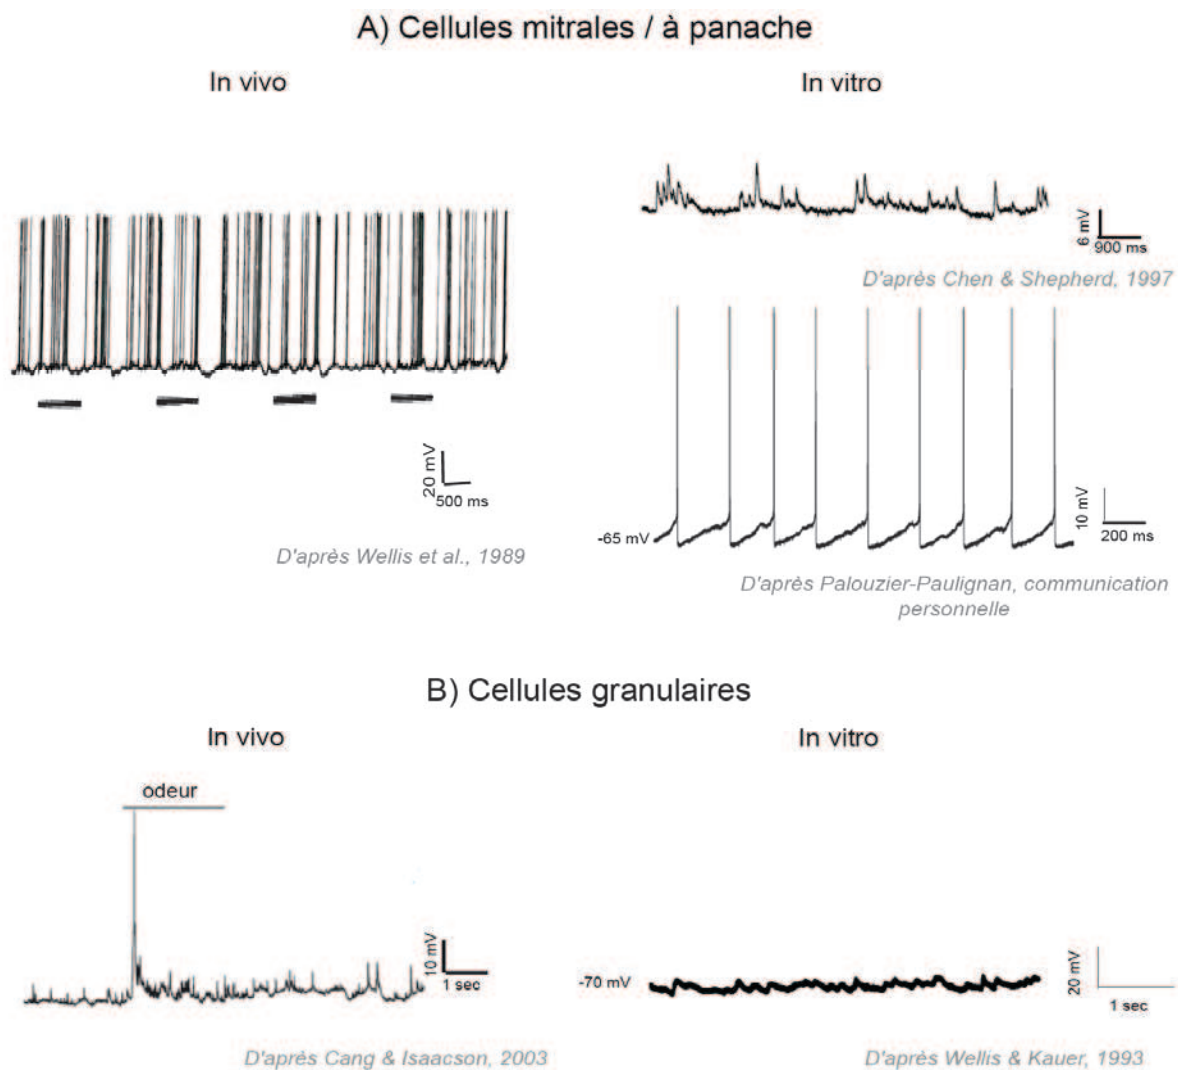 A) Cellules mitrales / à panache
In vivo
In vitro
6 mV
900 ms
D'après Chen & Shepherd, 1997
20 mV
500 ms
D'après Wellis et al., 1989
-65 mV
10 mV
200 ms
D'après Palouzier-Paulignan, communication
personnelle
B) Cellules granulaires
In vivo
In vitro
odeur
10 mV
1 sec
D'après Cang & Isaacson, 2003
-70 mV
20 mV
1 sec
D'après Wellis & Kauer, 1993